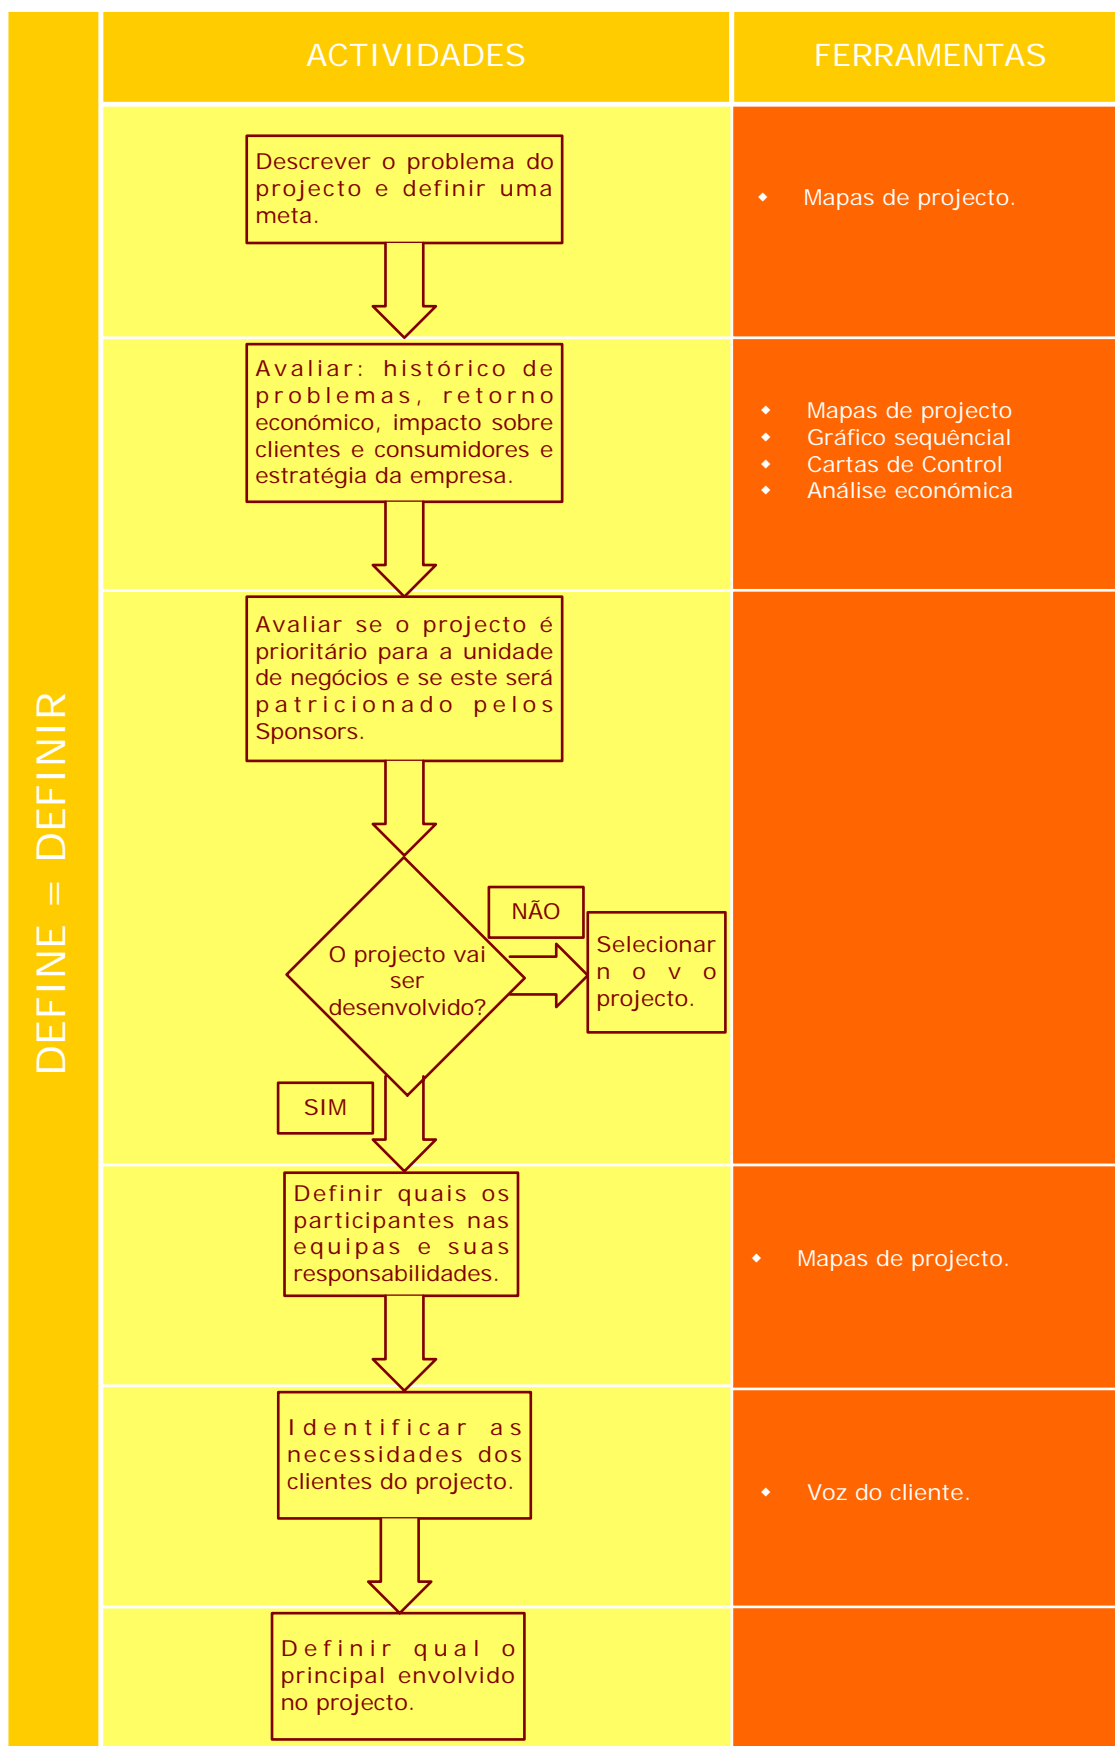 ACTIVIDADES
FERRAMENTAS
DEFINE = DEFINIR
Descrever o problema do
projecto e definir uma
meta.
Mapas de projecto.
Avaliar: histórico de
problemas, retorno
económico, impacto sobre
clientes e consumidores e
estratégia da empresa.
Mapas de projecto
Gráfico sequêncial
Cartas de Control
Análise económica
Avaliar se o projecto é
prioritário para a unidade
de negócios e se este será
patricionado pelos
Sponsors.
O projecto vai
ser
desenvolvido?
NÃO
Selecionar
novo
projecto.
SIM
Definir quais os
participantes nas
equipas e suas
responsabilidades.
Mapas de projecto.
Identificar as
necessidades dos
clientes do projecto.
Voz do cliente.
Definir qual o
principal envolvido
no projecto.